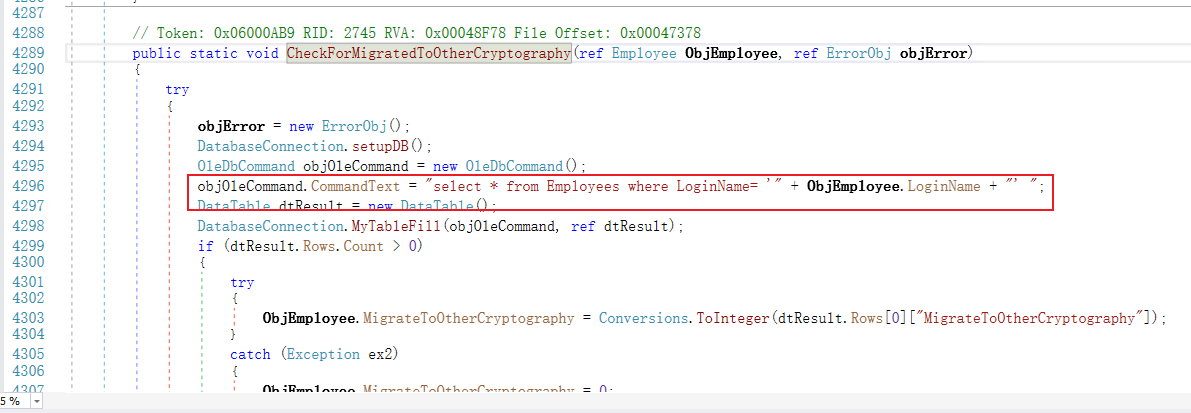 4287
4288 // Token: 0x06000AB9 RID: 2745 RVA: 0x00048F78 File Offset: 0x00047378
4289 public static void CheckForMigratedToOtherCryptography(ref Employee ObjEmployee, ref ErrorObj objError)
4290 {
4291 try
4292 {
4293 objError = new ErrorObj();
4294 DatabaseConnection.setupDB();
4295 OleDbCommand objOleCommand = new OleDbCommand();
4296 objOleCommand.CommandText = "select * from Employees where LoginName= '" + ObjEmployee.LoginName + "' ";
4297 DataTable dtResult = new DataTable();
4298 DatabaseConnection.MyTableFill(objOleCommand, ref dtResult);
4299 if (dtResult.Rows.Count > 0)
4300 {
4301 try
4302 {
4303 ObjEmployee.MigrateToOtherCryptography = Conversions.ToInteger(dtResult.Rows[0]["MigrateToOtherCryptography"]);
4304 }
4305 catch (Exception ex2)
4306 {
4307 ObjEmployee.MigrateToOtherCryptography = 0;
5 %